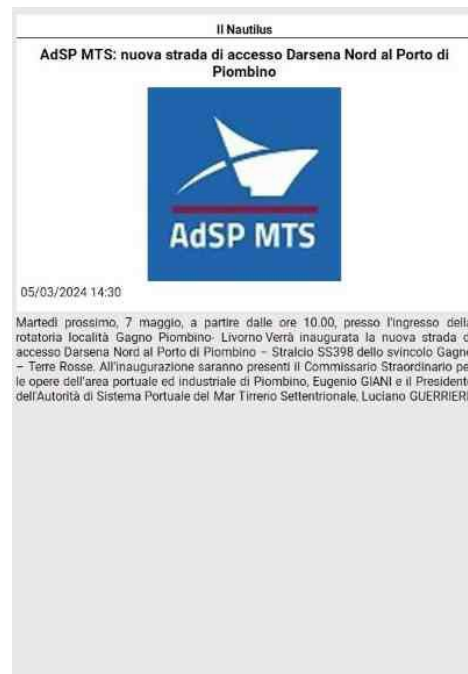 Il Nautilus
AdSP MTS: nuova strada di accesso Darsena Nord al Porto di
Piombino
AdSP MTS
05/03/2024 14:30
Martedì prossimo, 7 maggio, a partire dalle ore 10.00, presso l'ingresso della
rotatoria località Gagno Piombino- Livorno Verrà inaugurata la nuova strada d
accesso Darsena Nord al Porto di Piombino – Stralcio SS398 dello svincolo Gagno
– Terre Rosse. All'inaugurazione saranno presenti il Commissario Straordinario pe
le opere dell'area portuale ed industriale di Piombino, Eugenio GIANI e il Presidente
dell'Autorità di Sistema Portuale del Mar Tirreno Settentrionale, Luciano GUERRIERI